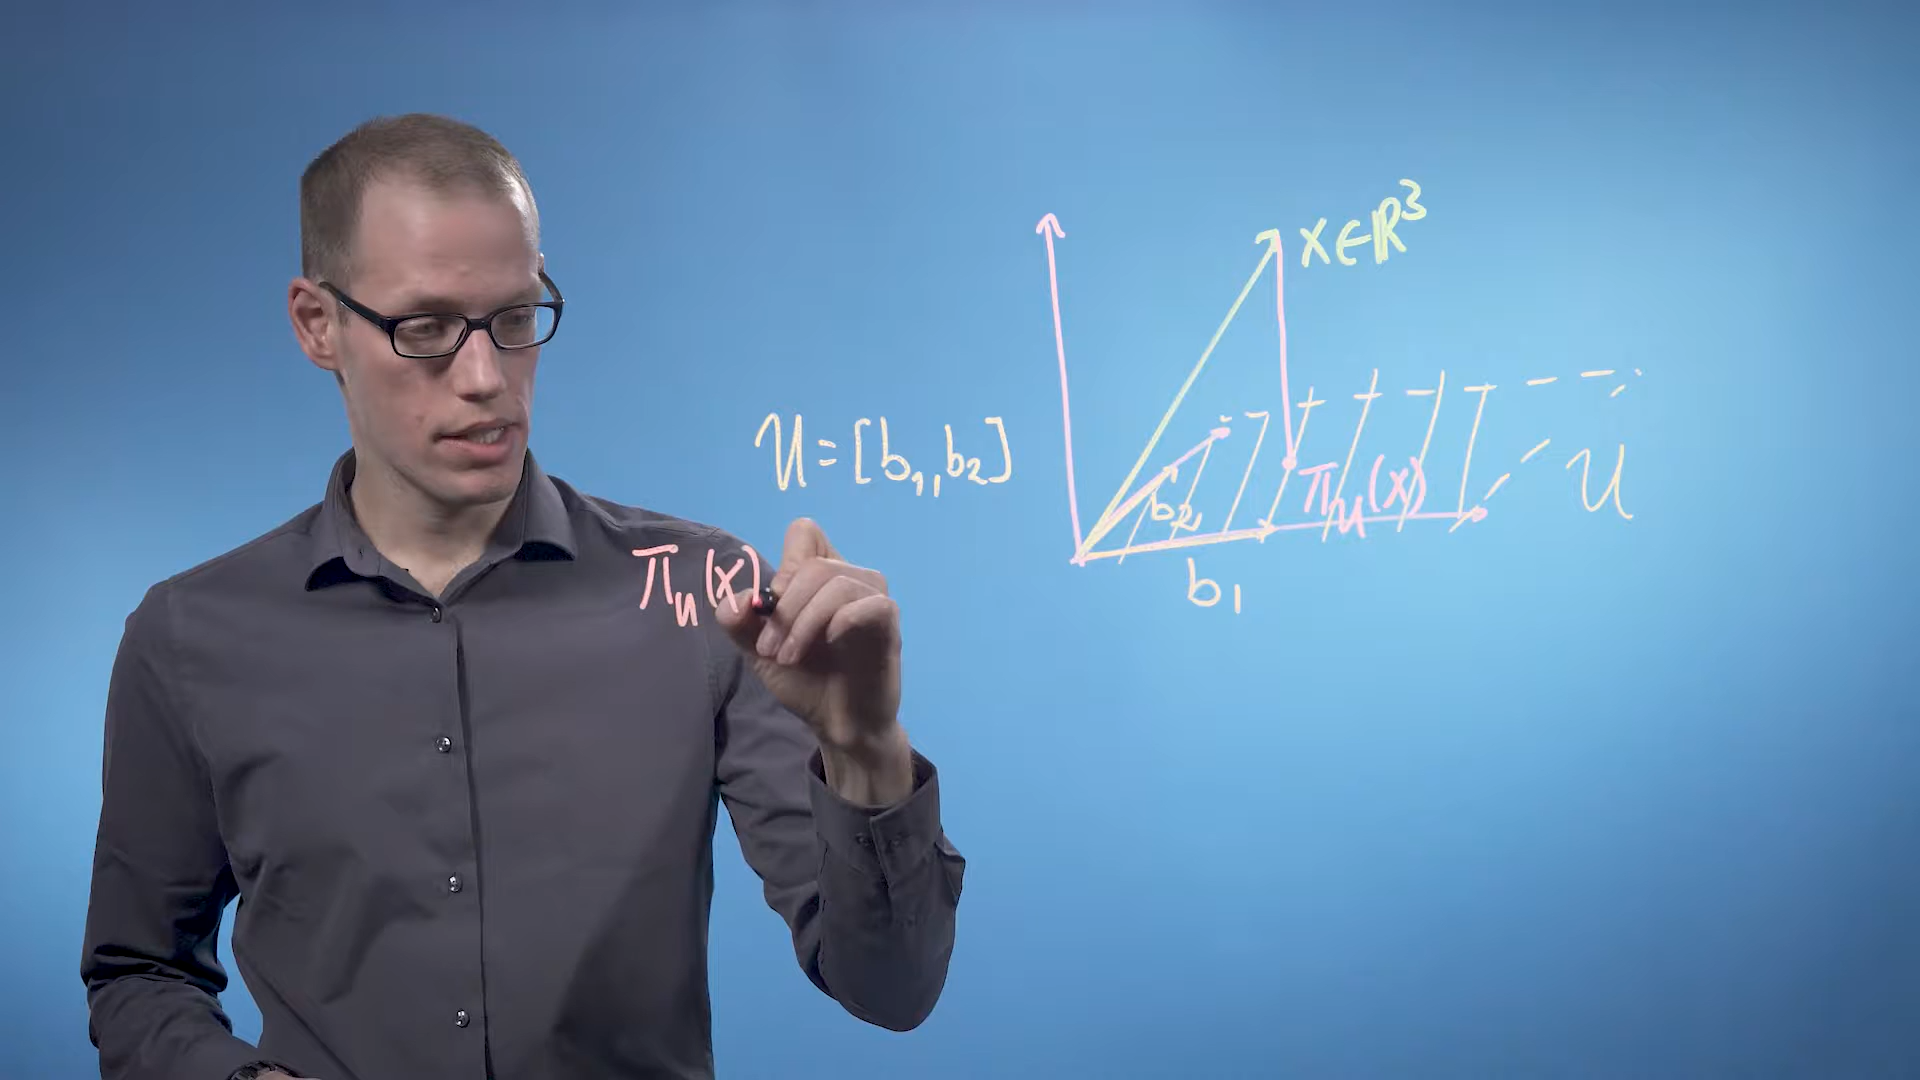 x∈ℝ³
U=[b₁,b₂]
b₂
π_U(x)
U
π_U(x)
b₁